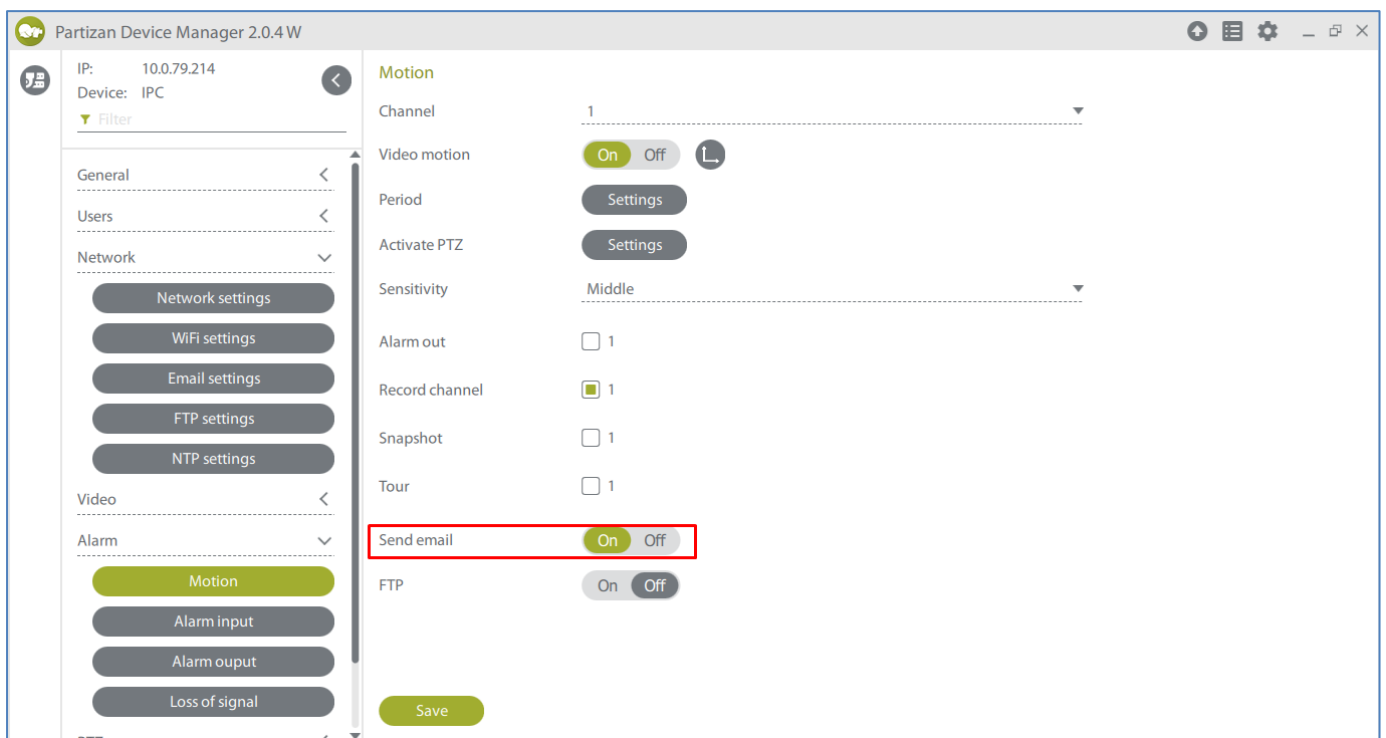 Partizan Device Manager 2.0.4 W
IP: 10.0.79.214
Device: IPC
Filter
General
Users
Network
Network settings
WiFi settings
Email settings
FTP settings
NTP settings
Video
Alarm
Motion
Alarm input
Alarm ouput
Loss of signal
Motion
Channel 1
Video motion On Off
Period Settings
Activate PTZ Settings
Sensitivity Middle
Alarm out 1
Record channel 1
Snapshot 1
Tour 1
Send email On Off
FTP On Off
Save